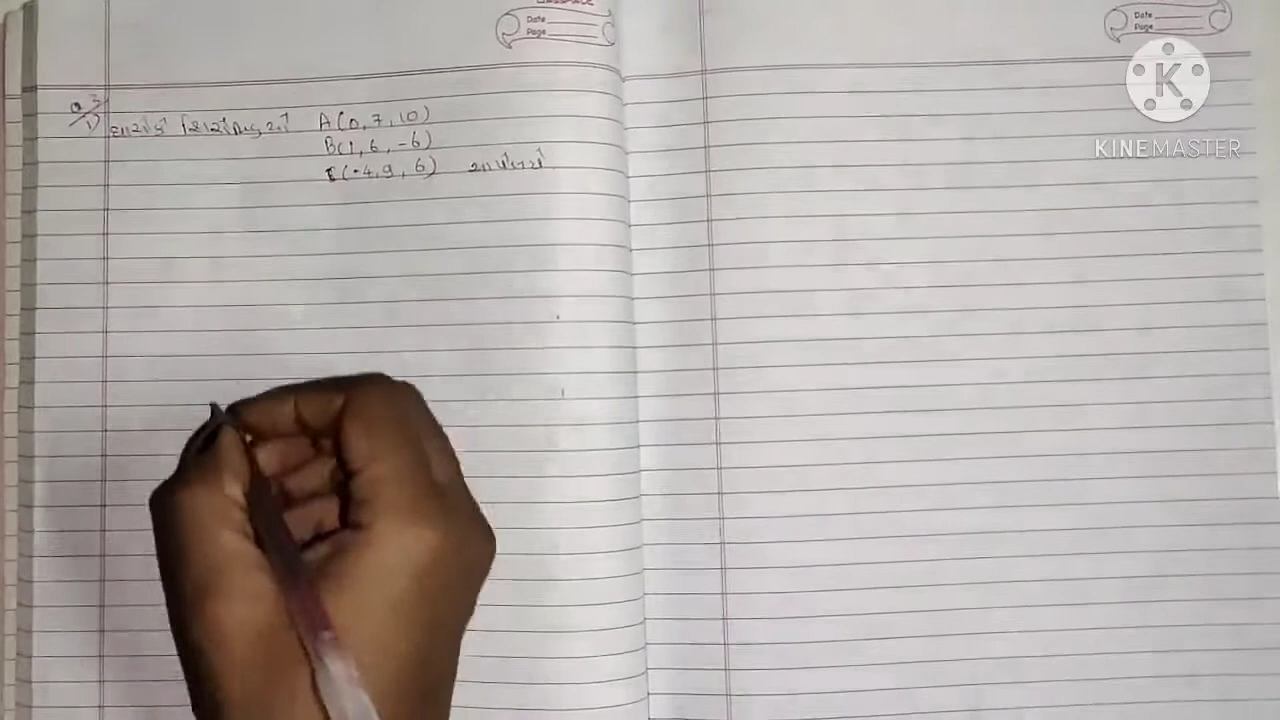 Date
Page
Date
Page
K
KINEMASTER
Q 3
1) ધારો કે શિરોબિંદુઓ A(0, 7, 10)
B(1, 6, -6)
C(-4, 9, 6)